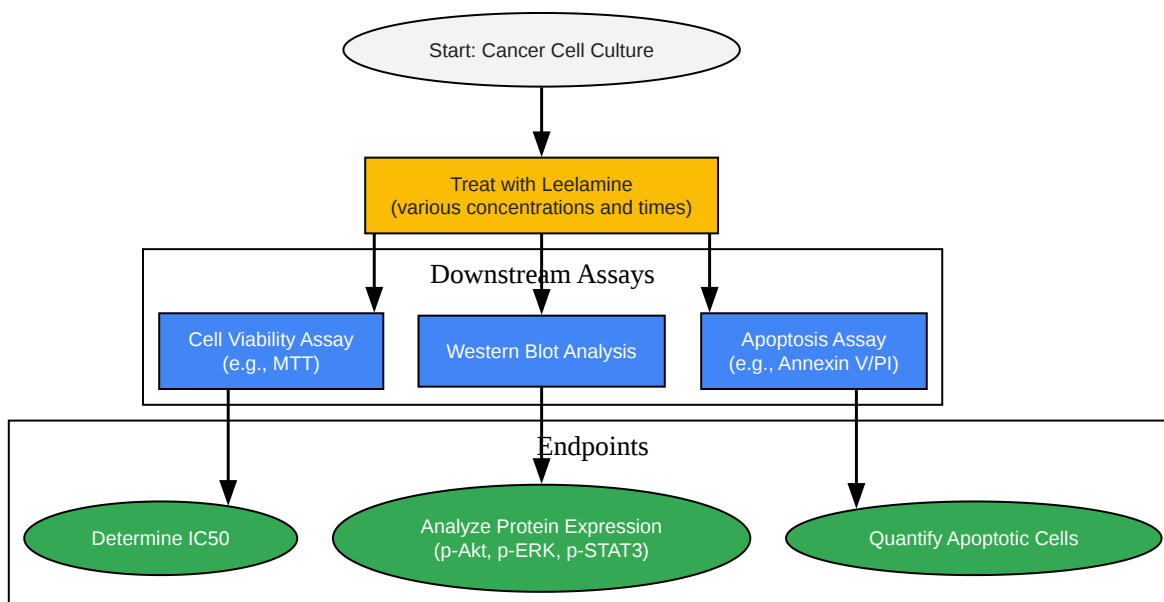 Start: Cancer Cell Culture
Treat with Leelamine
(various concentrations and times)
Downstream Assays
Cell Viability Assay
(e.g., MTT)
Western Blot Analysis
Apoptosis Assay
(e.g., Annexin V/PI)
Endpoints
Determine IC50
Analyze Protein Expression
(p-Akt, p-ERK, p-STAT3)
Quantify Apoptotic Cells